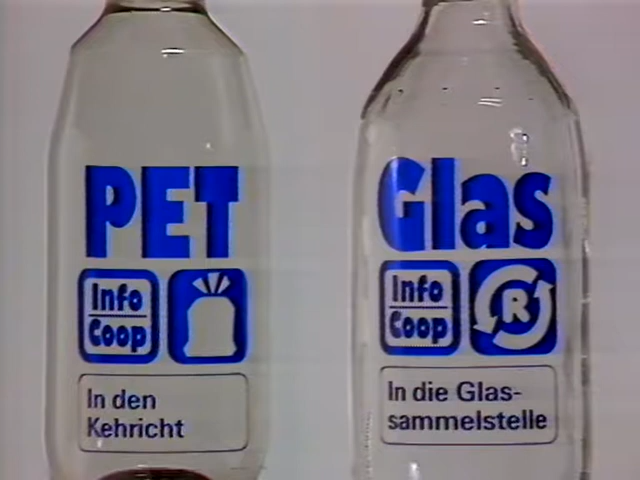 PET
Info
Coop
In den
Kehricht
Glas
Info
Coop
R
In die Glas-
sammelstelle